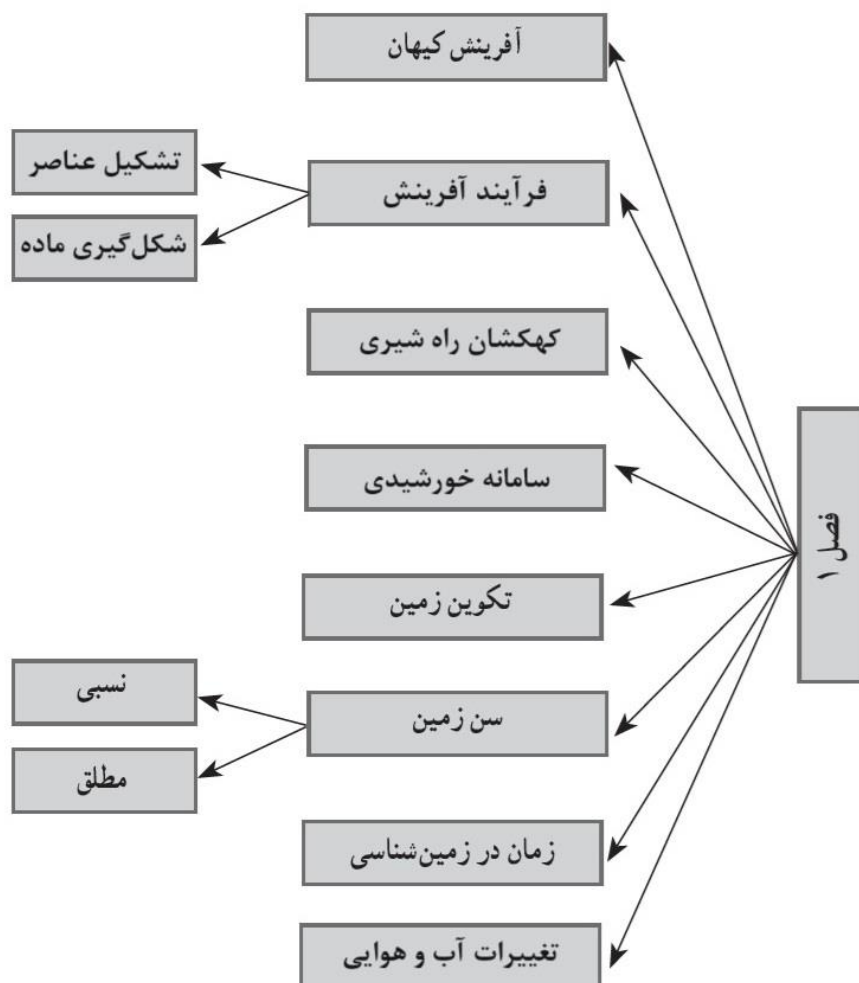 فصل ۱
آفرینش کیهان
فرآیند آفرینش
تشکیل عناصر
شکل‌گیری ماده
کهکشان راه شیری
سامانه خورشیدی
تکوین زمین
سن زمین
نسبی
مطلق
زمان در زمین‌شناسی
تغییرات آب و هوایی